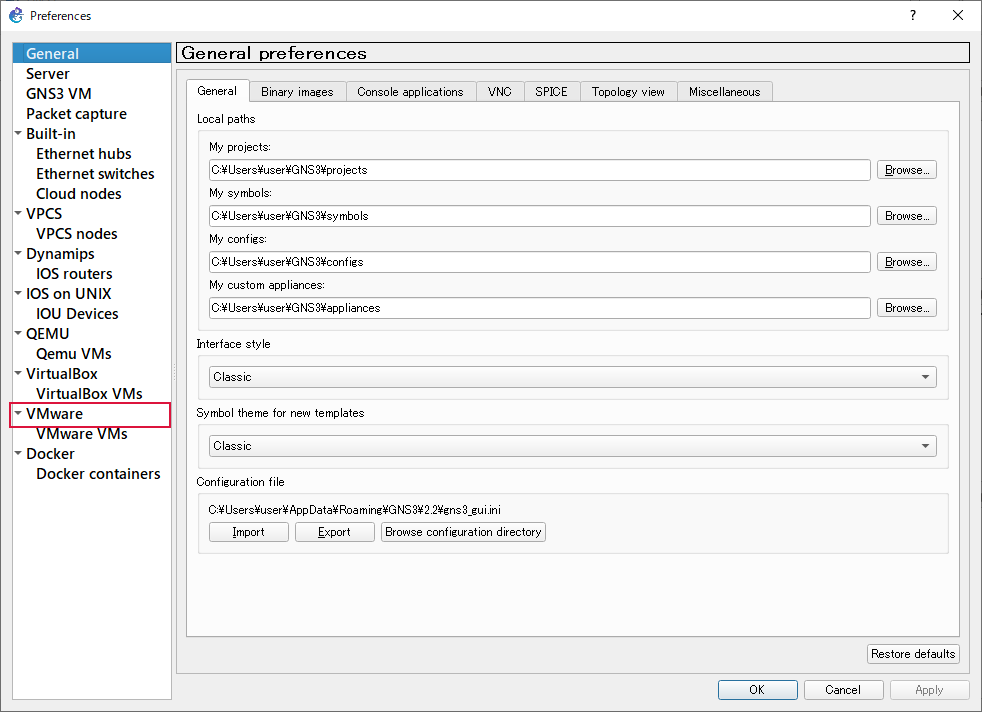 Preferences
?
General
Server
GNS3 VM
Packet capture
Built-in
Ethernet hubs
Ethernet switches
Cloud nodes
VPCS
VPCS nodes
Dynamips
IOS routers
IOS on UNIX
IOU Devices
QEMU
Qemu VMs
VirtualBox
VirtualBox VMs
VMware
VMware VMs
Docker
Docker containers
General preferences
General Binary images Console applications VNC SPICE Topology view Miscellaneous
Local paths
My projects:
C:¥Users¥user¥GNS3¥projects Browse...
My symbols:
C:¥Users¥user¥GNS3¥symbols Browse...
My configs:
C:¥Users¥user¥GNS3¥configs Browse...
My custom appliances:
C:¥Users¥user¥GNS3¥appliances Browse...
Interface style
Classic
Symbol theme for new templates
Classic
Configuration file
C:¥Users¥user¥AppData¥Roaming¥GNS3¥2.2¥gns3_gui.ini
Import Export Browse configuration directory
Restore defaults
OK Cancel Apply